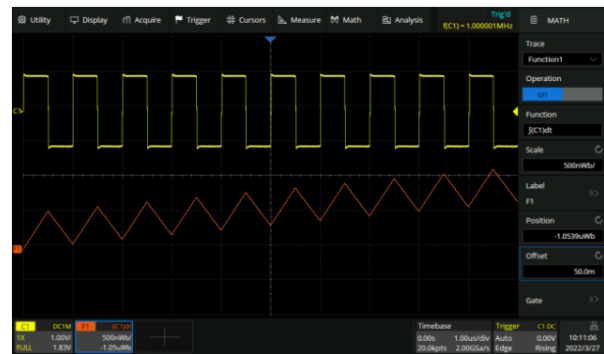 Utility Display Acquire Trigger Cursors Measure Math Analysis
Trig'd
f(C1) = 1.000001MHz
MATH
Trace
Function1
Operation
on
Function
∫(C1)dt
Scale
500nWb/
Label
F1
Position
-1.0539uWb
Offset
50.0m
Gate
C1
F1
C1 DC1M
1X 1.00V/
FULL 1.83V
F1 ∫(C1)dt
500nWb/
-1.05uWb
Timebase
0.00s 1.00us/div
20.0kpts 2.00GSa/s
Trigger C1 DC
Auto 0.00V
Edge Rising
10:11:06
2022/3/27